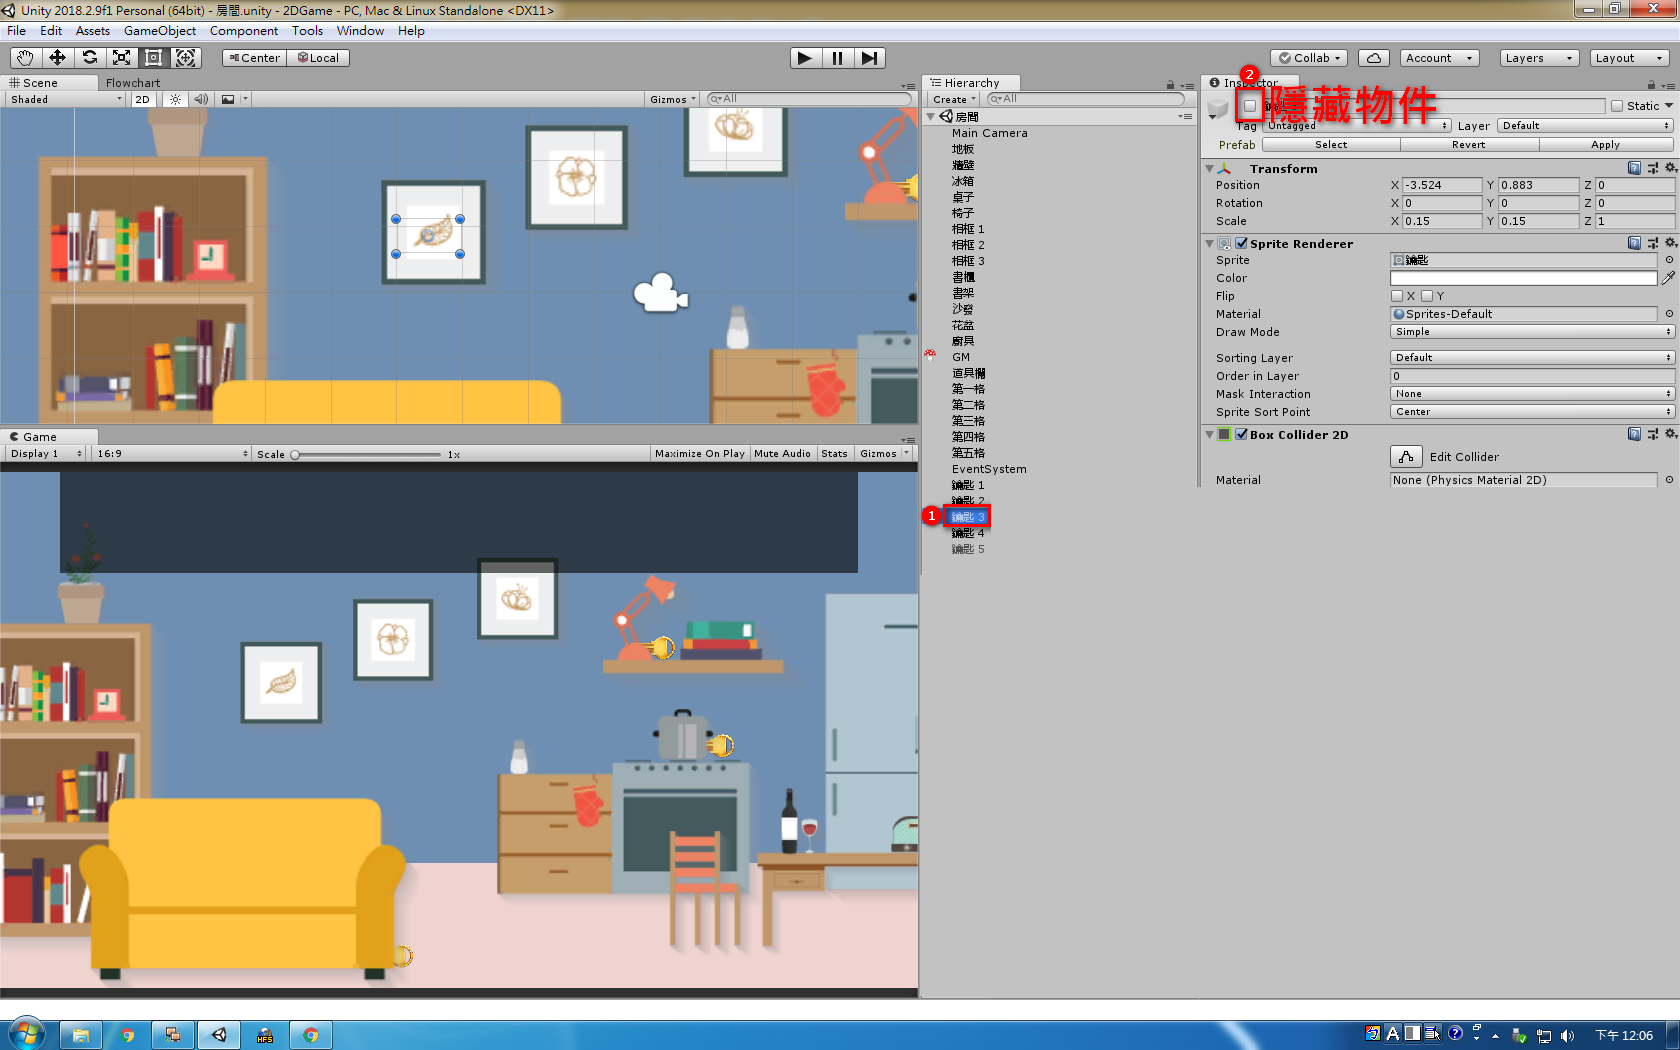 Unity 2018.2.9f1 Personal (64bit) - 房間.unity - 2DGame - PC, Mac & Linux Standalone <DX11>
File Edit Assets GameObject Component Tools Window Help
Center Local
Collab Account Layers Layout
Scene Flowchart
Shaded 2D Gizmos All
Game
Display 1 16:9 Scale 1x Maximize On Play Mute Audio Stats Gizmos
Hierarchy
Create All
房間
Main Camera
地板
牆壁
冰箱
桌子
椅子
相框 1
相框 2
相框 3
書櫃
書架
沙發
花盆
廚具
GM
道具欄
第一格
第二格
第三格
第四格
第五格
EventSystem
鑰匙 1
鑰匙 2
1
鑰匙 3
鑰匙 4
鑰匙 5
2
Inspector
隱藏物件
Static
Tag Untagged Layer Default
Prefab Select Revert Apply
Transform
Position X -3.524 Y 0.883 Z 0
Rotation X 0 Y 0 Z 0
Scale X 0.15 Y 0.15 Z 1
Sprite Renderer
Sprite 鑰匙
Color
Flip X Y
Material Sprites-Default
Draw Mode Simple
Sorting Layer Default
Order in Layer 0
Mask Interaction None
Sprite Sort Point Center
Box Collider 2D
Edit Collider
Material None (Physics Material 2D)
HFS
A
下午 12:06